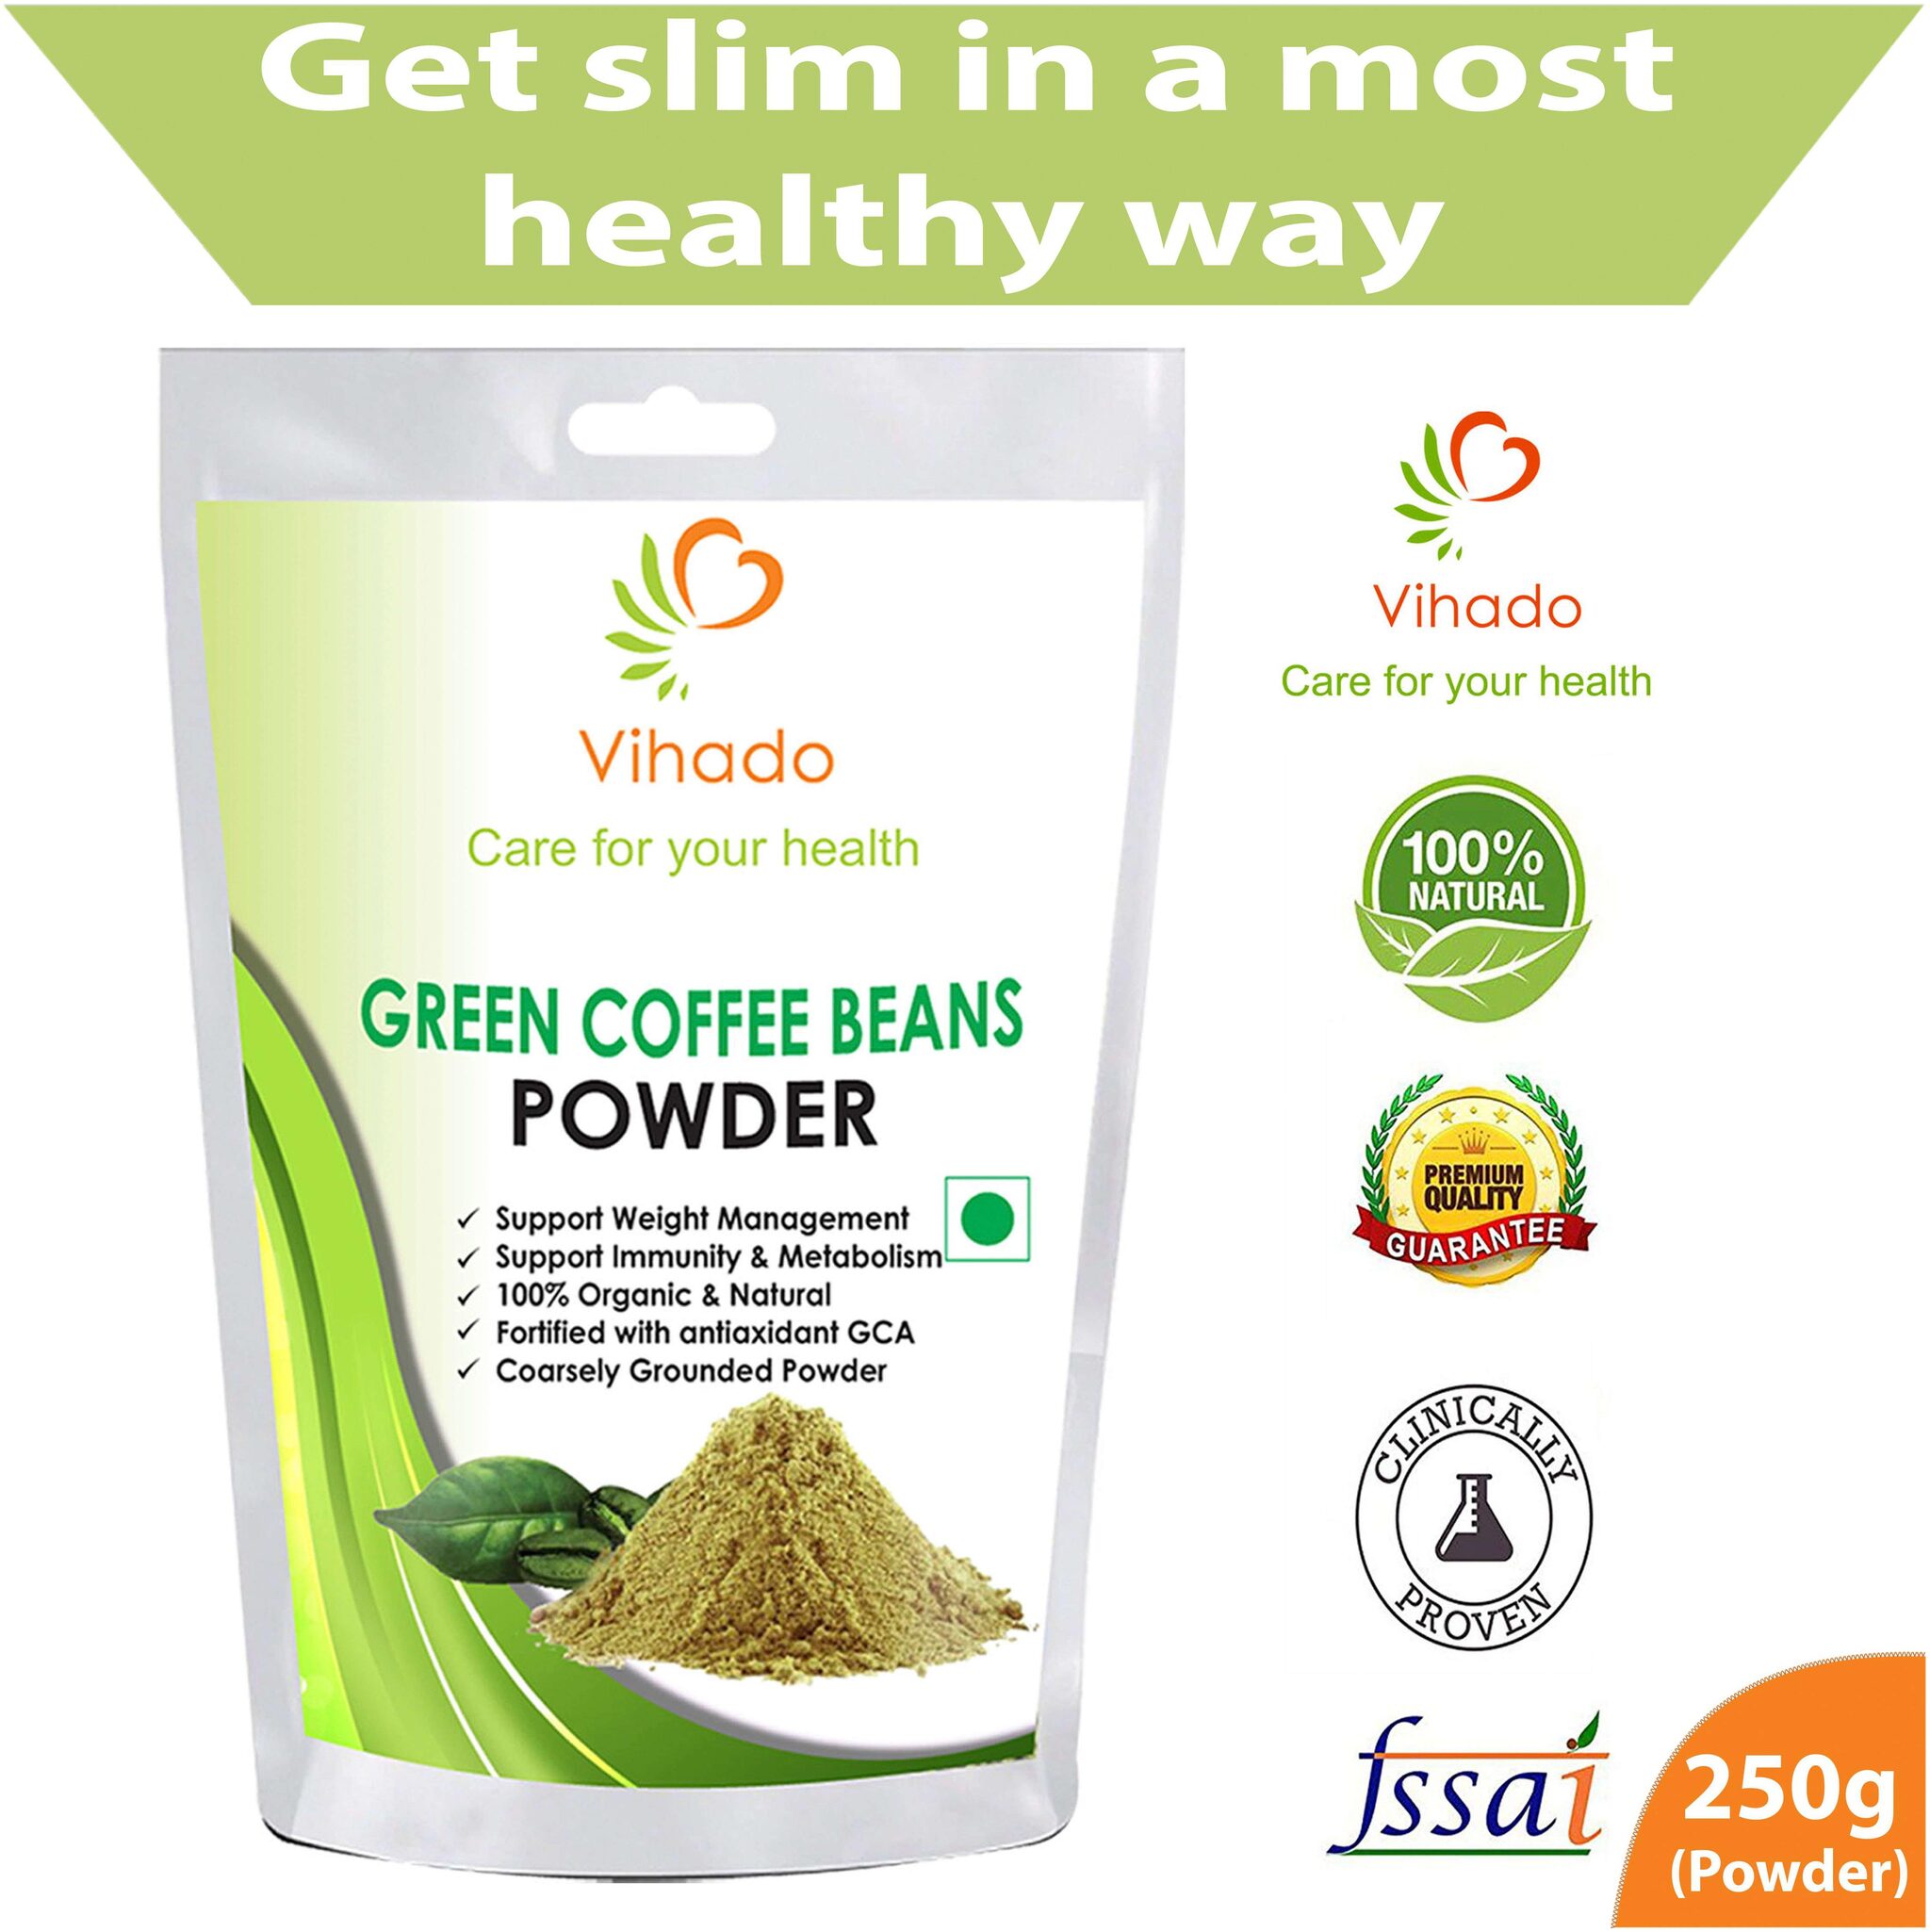 Get slim in a most
healthy way
Vihado
Care for your health
GREEN COFFEE BEANS
POWDER
Support Weight Management
Support Immunity & Metabolism
100% Organic & Natural
Fortified with antiaxidant GCA
Coarsely Grounded Powder
Vihado
Care for your health
100%
NATURAL
PREMIUM
QUALITY
GUARANTEE
CLINICALLY
PROVEN
fssai
250g
(Powder)